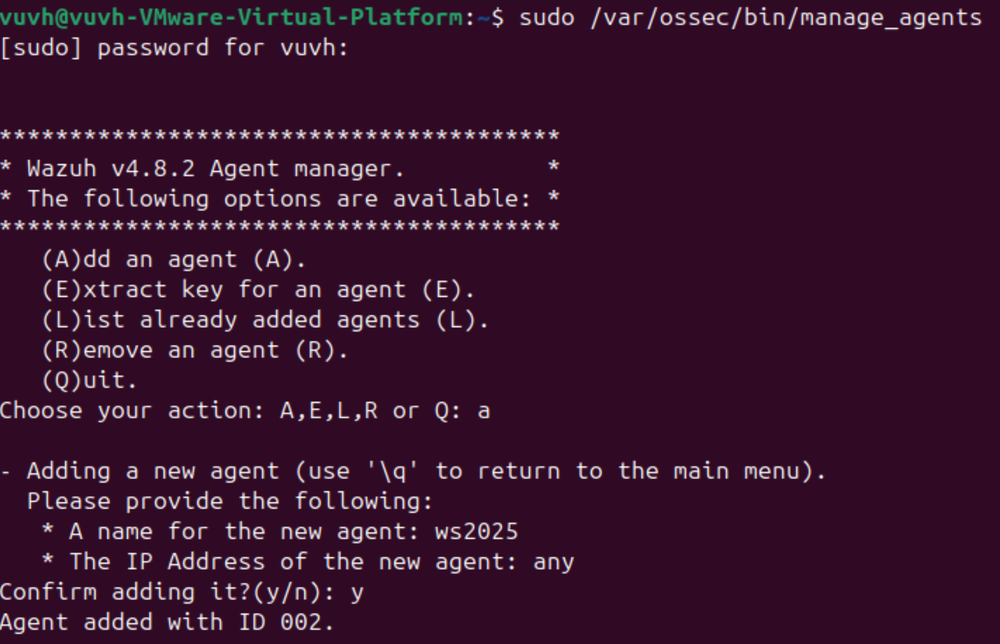 vuvh@vuvh-VMware-Virtual-Platform:~$ sudo /var/ossec/bin/manage_agents
[sudo] password for vuvh:
****************************************
* Wazuh v4.8.2 Agent manager.          *
* The following options are available: *
****************************************
   (A)dd an agent (A).
   (E)xtract key for an agent (E).
   (L)ist already added agents (L).
   (R)emove an agent (R).
   (Q)uit.
Choose your action: A,E,L,R or Q: a
- Adding a new agent (use '\q' to return to the main menu).
  Please provide the following:
   * A name for the new agent: ws2025
   * The IP Address of the new agent: any
Confirm adding it?(y/n): y
Agent added with ID 002.